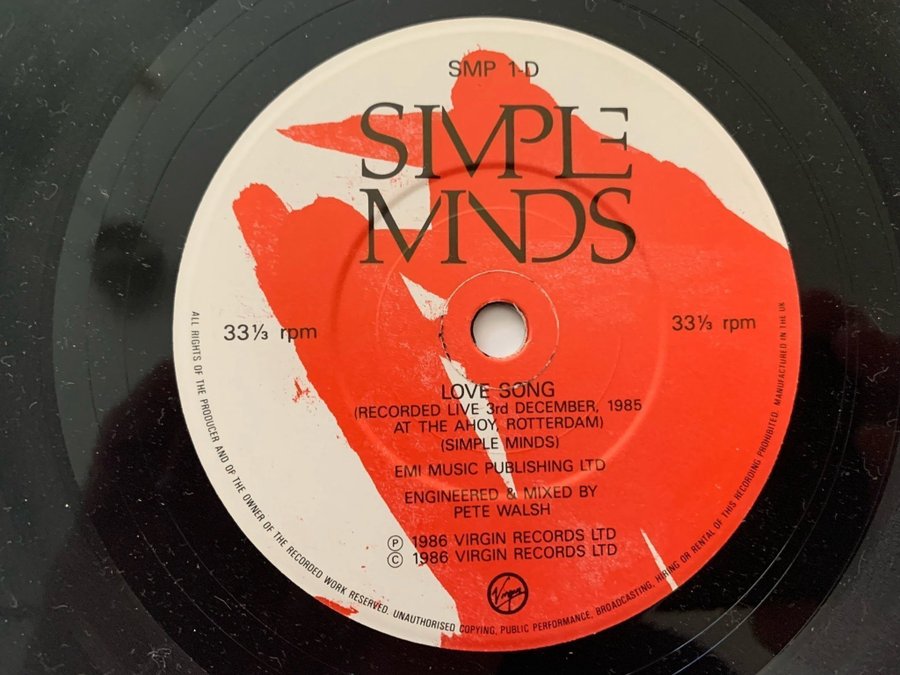 SMP 1-D
SIMPLE
MINDS
33⅓ rpm
33⅓ rpm
LOVE SONG
(RECORDED LIVE 3rd DECEMBER, 1985
AT THE AHOY, ROTTERDAM)
(SIMPLE MINDS)
EMI MUSIC PUBLISHING LTD
ENGINEERED & MIXED BY
PETE WALSH
Ⓟ 1986 VIRGIN RECORDS LTD
© 1986 VIRGIN RECORDS LTD
Virgin
ALL RIGHTS OF THE PRODUCER AND OF THE OWNER OF THE RECORDED WORK RESERVED. UNAUTHORISED COPYING, PUBLIC PERFORMANCE, BROADCASTING, HIRING OR RENTAL OF THIS RECORDING PROHIBITED. MANUFACTURED IN THE UK